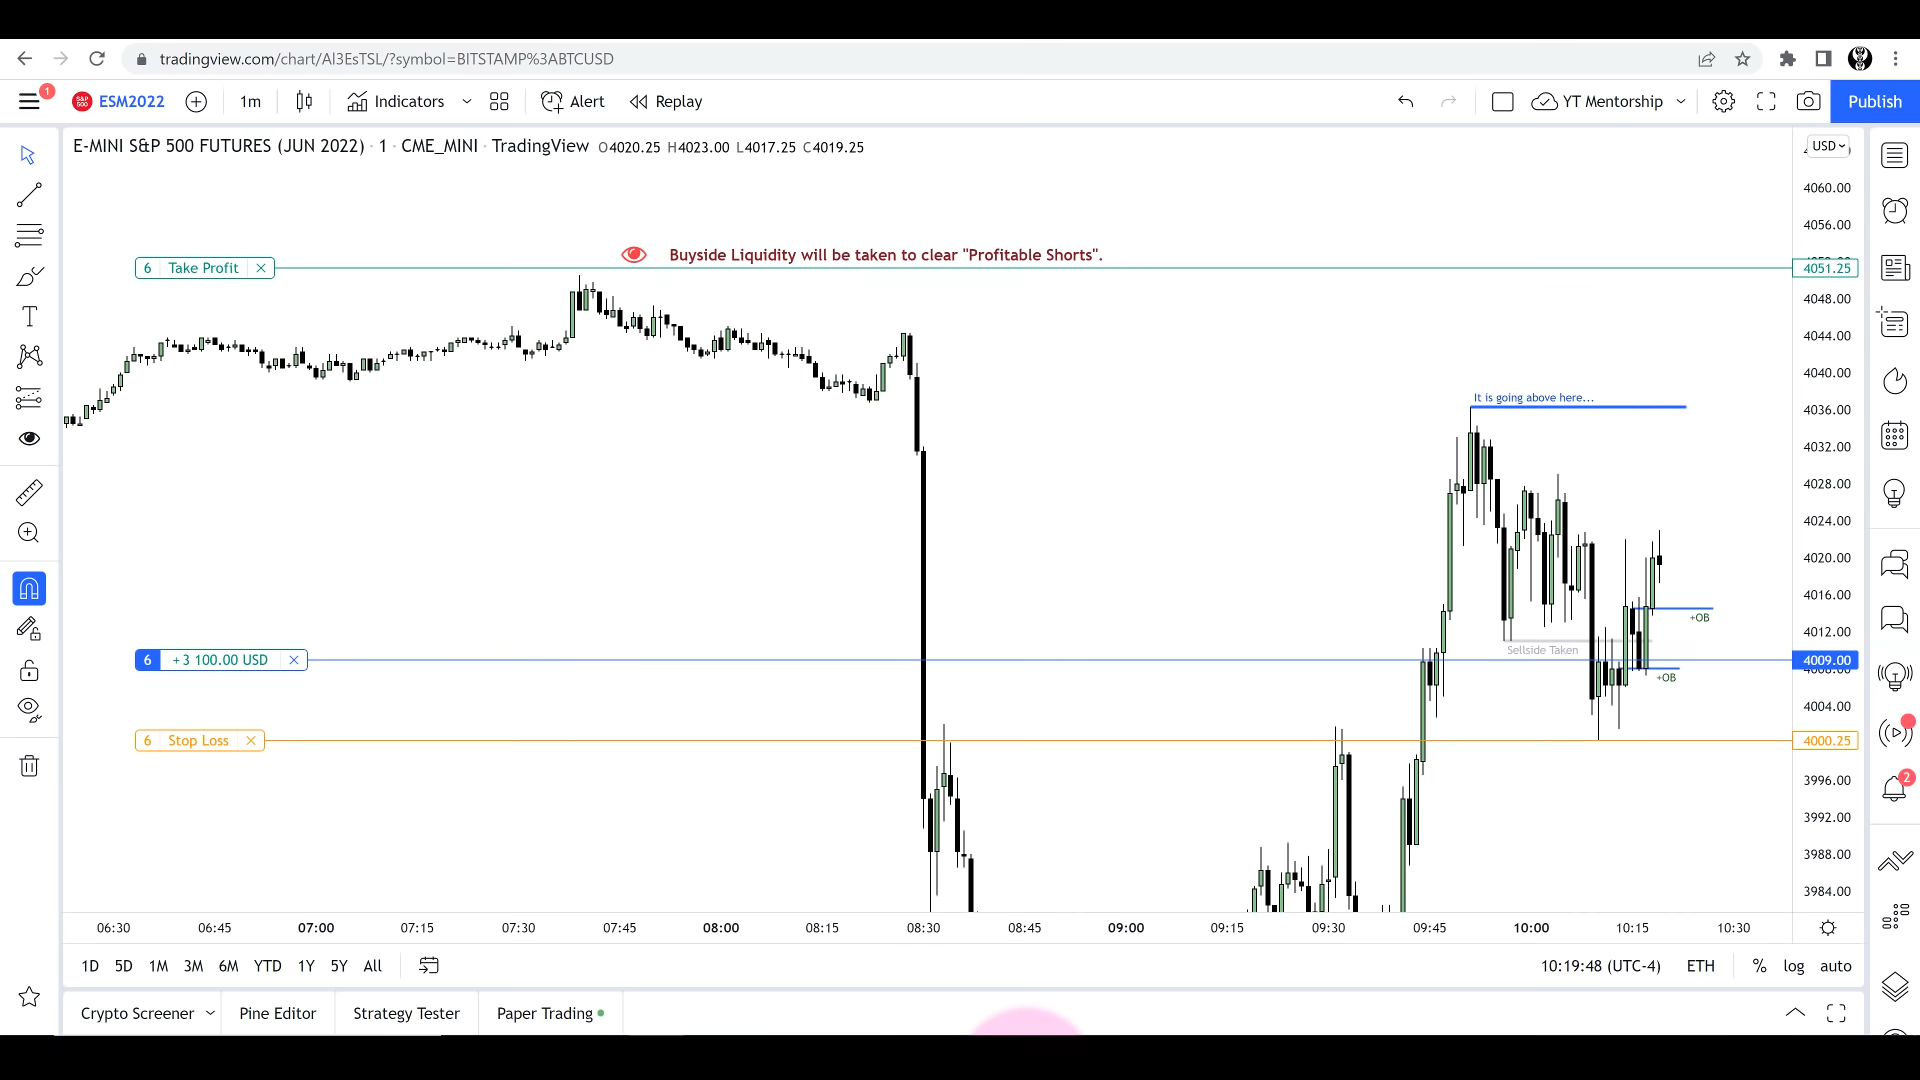 tradingview.com/chart/Al3EsTSL/?symbol=BITSTAMP%3ABTCUSD
1
S&P 500
ESM2022
1m
Indicators
Alert
Replay
YT Mentorship
Publish
E-MINI S&P 500 FUTURES (JUN 2022) · 1 · CME_MINI · TradingView O4020.25 H4023.00 L4017.25 C4019.25
USD
4060.00
4056.00
Buyside Liquidity will be taken to clear "Profitable Shorts".
6 Take Profit
4051.25
4048.00
4044.00
4040.00
4036.00
It is going above here...
4032.00
4028.00
4024.00
4020.00
4016.00
+OB
4012.00
Sellside Taken
6 +3 100.00 USD
4009.00
+OB
4004.00
6 Stop Loss
4000.25
3996.00
3992.00
3988.00
3984.00
2
06:30 06:45 07:00 07:15 07:30 07:45 08:00 08:15 08:30 08:45 09:00 09:15 09:30 09:45 10:00 10:15 10:30
1D 5D 1M 3M 6M YTD 1Y 5Y All
10:19:48 (UTC-4) ETH % log auto
Crypto Screener
Pine Editor
Strategy Tester
Paper Trading